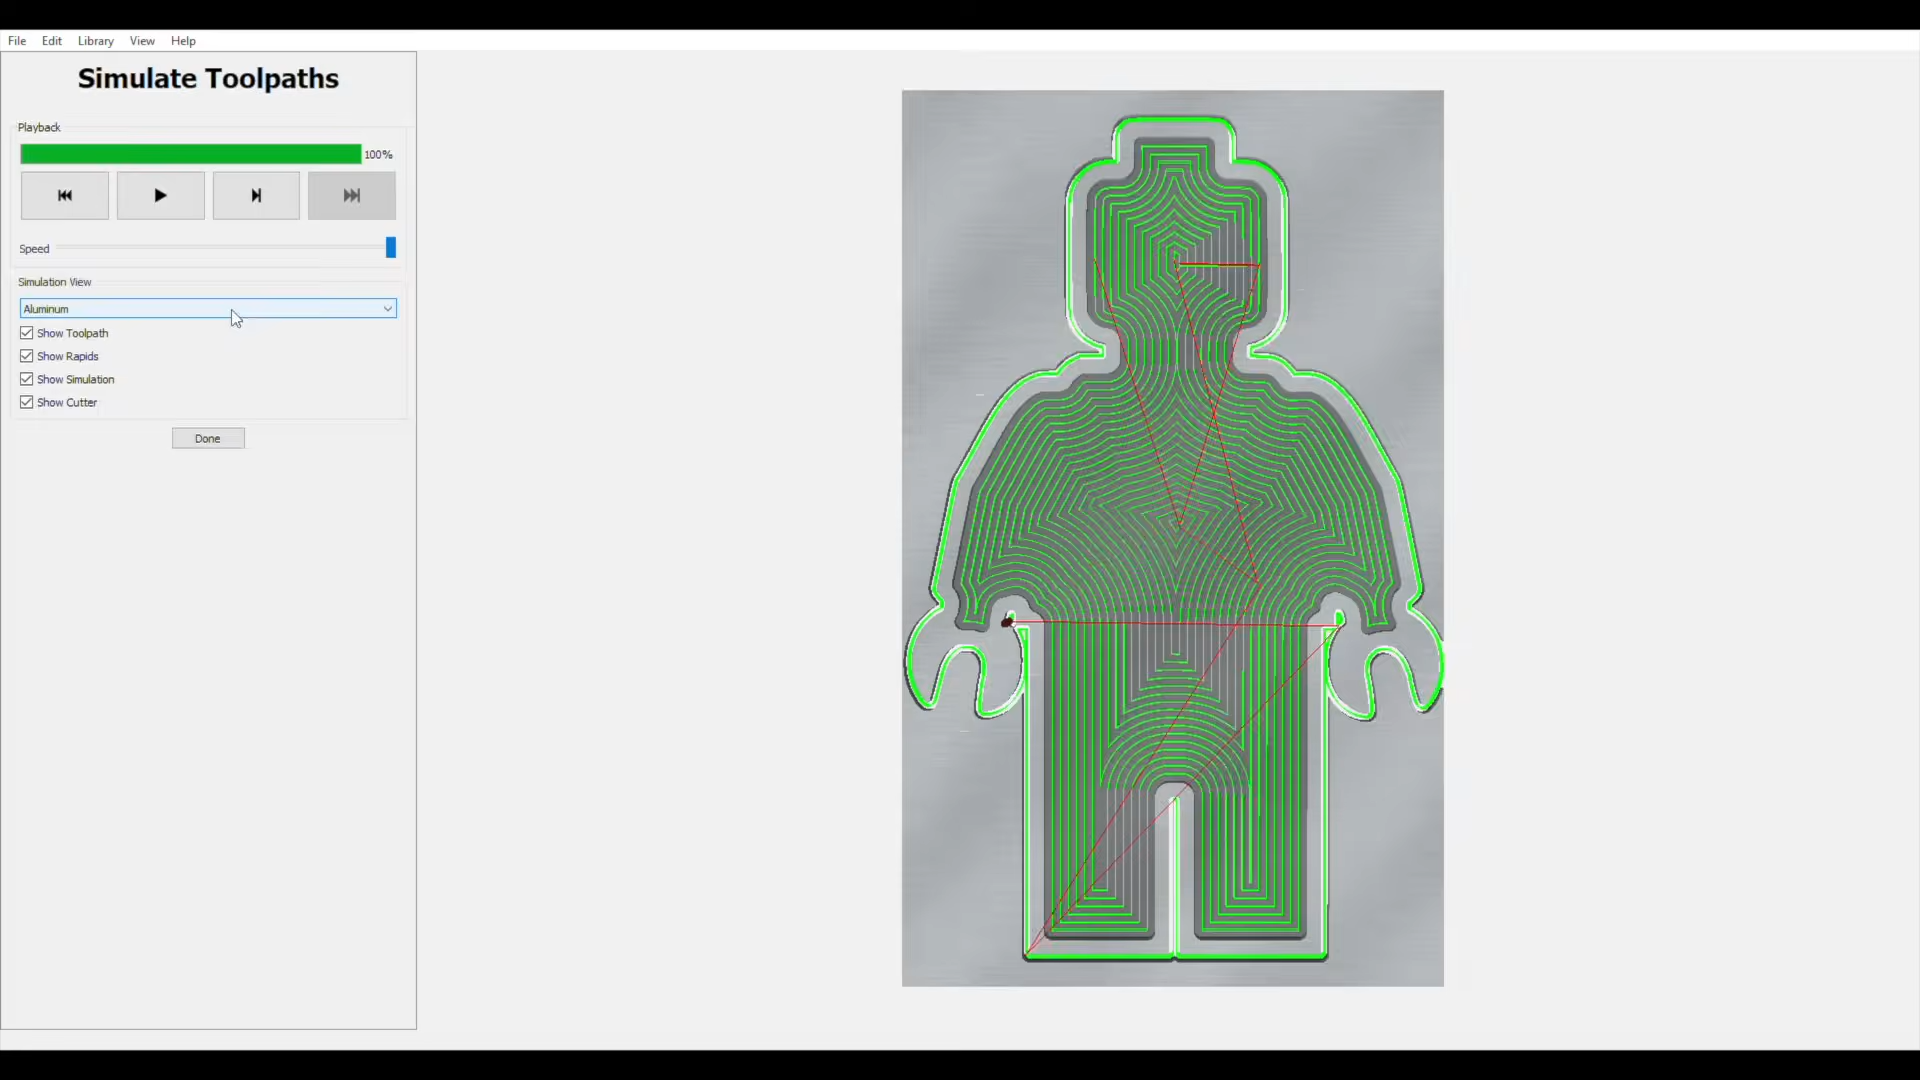 File Edit Library View Help
Simulate Toolpaths
Playback
100%
Speed
Simulation View
Aluminum
Show Toolpath
Show Rapids
Show Simulation
Show Cutter
Done